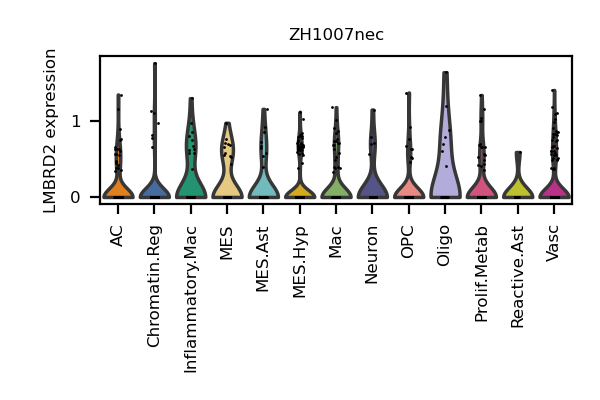 ZH1007nec
LMBRD2 expression
1
0
AC
Chromatin.Reg
Inflammatory.Mac
MES
MES.Ast
MES.Hyp
Mac
Neuron
OPC
Oligo
Prolif.Metab
Reactive.Ast
Vasc